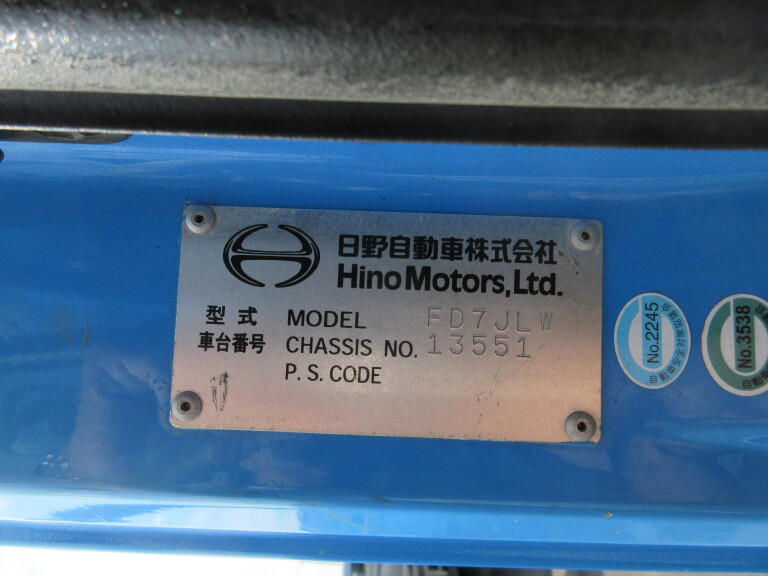 日野自動車株式会社
Hino Motors, Ltd.
型式 MODEL FD7JLW
車台番号 CHASSIS NO. 13551
P. S. CODE
No.2245
No.3538